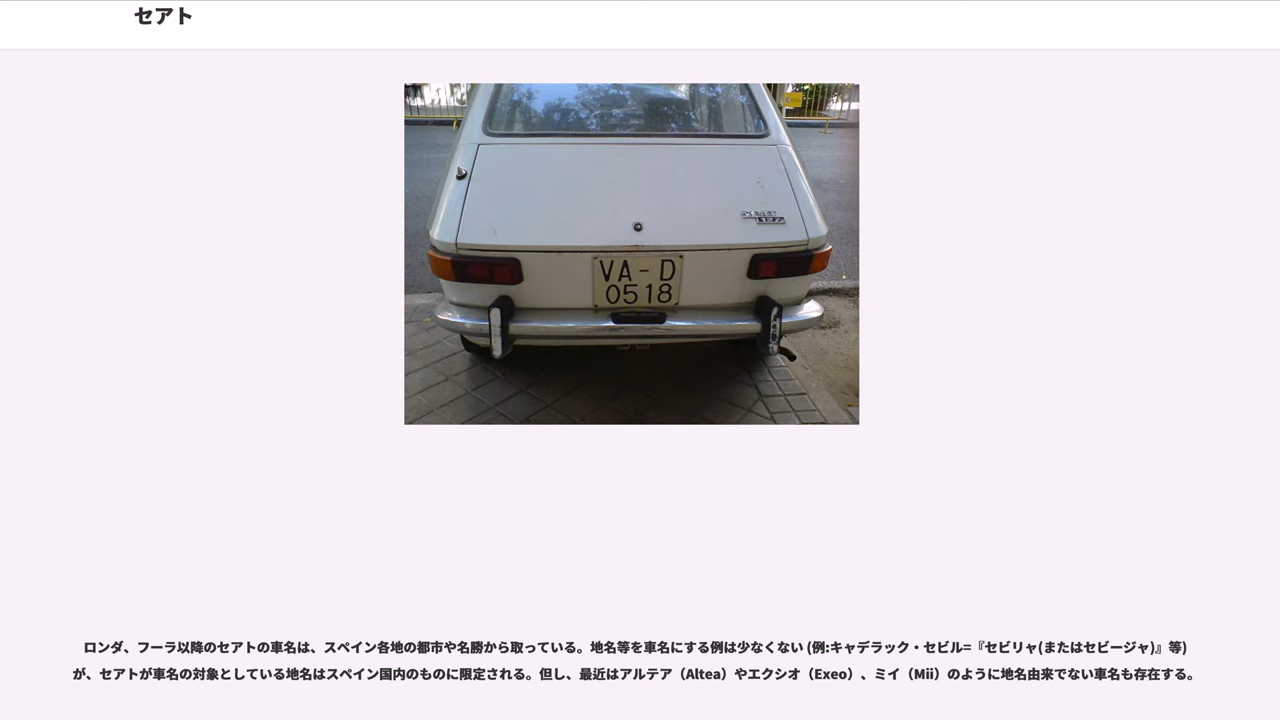 セアト
SEAT
127
VA-D
0518
ロンダ、フーラ以降のセアトの車名は、スペイン各地の都市や名勝から取っている。地名等を車名にする例は少なくない (例:キャデラック・セビル=『セビリャ(またはセビージャ)』等)
が、セアトが車名の対象としている地名はスペイン国内のものに限定される。但し、最近はアルテア（Altea）やエクシオ（Exeo）、ミイ（Mii）のように地名由来でない車名も存在する。